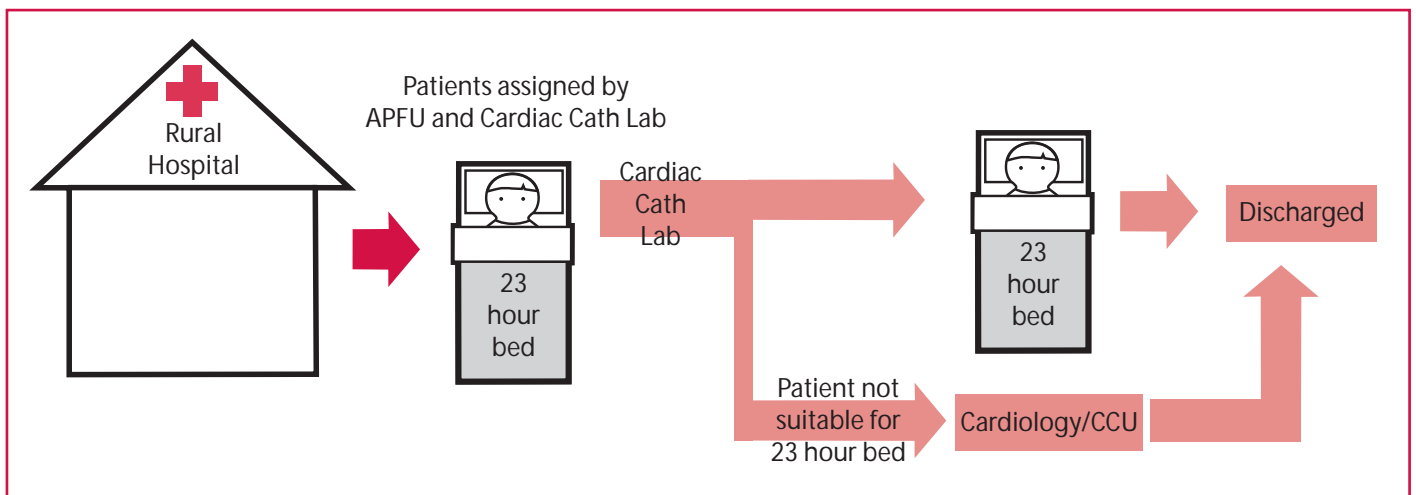 Rural
Hospital
Patients assigned by
APFU and Cardiac Cath Lab
23
hour
bed
Cardiac
Cath
Lab
23
hour
bed
Discharged
Patient not
suitable for
23 hour bed
Cardiology/CCU